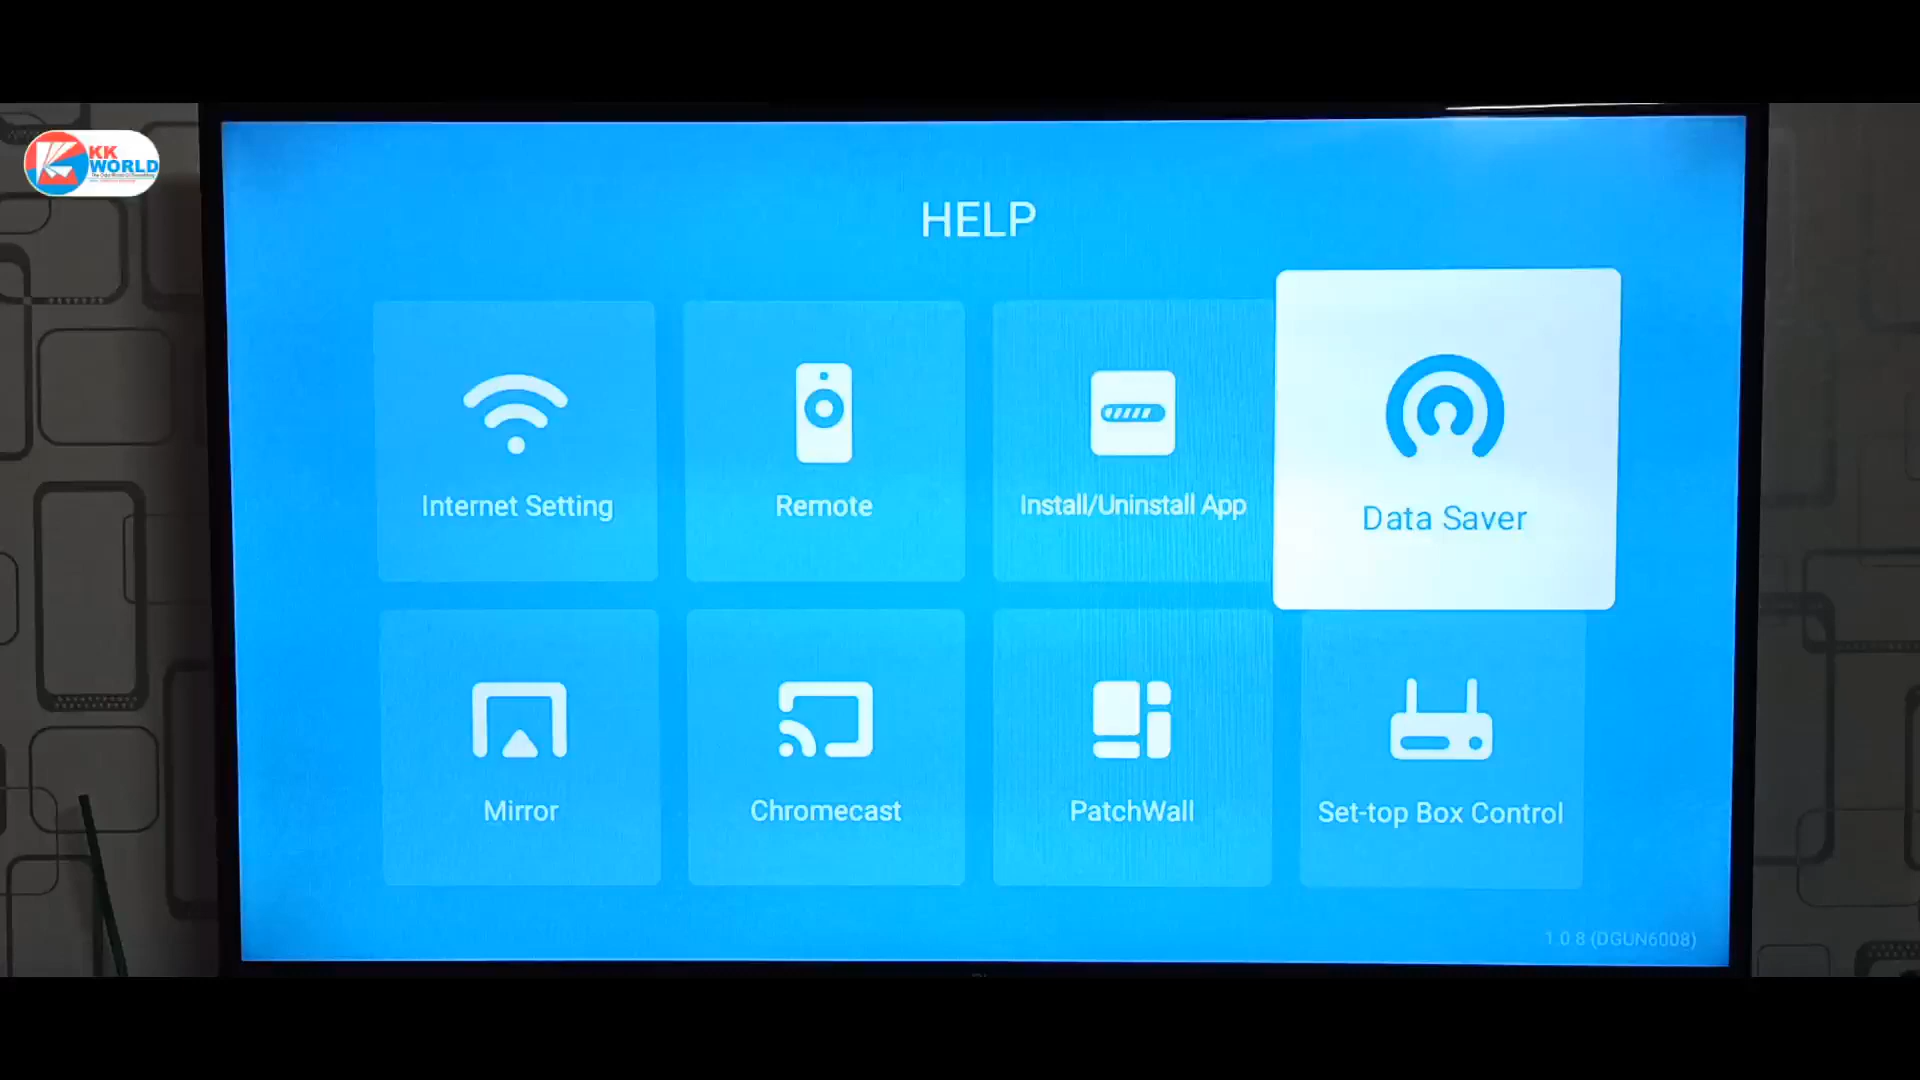 KK
WORLD
HELP
Internet Setting
Remote
Install/Uninstall App
Data Saver
Mirror
Chromecast
PatchWall
Set-top Box Control
1.0.8 (DGUN6008)